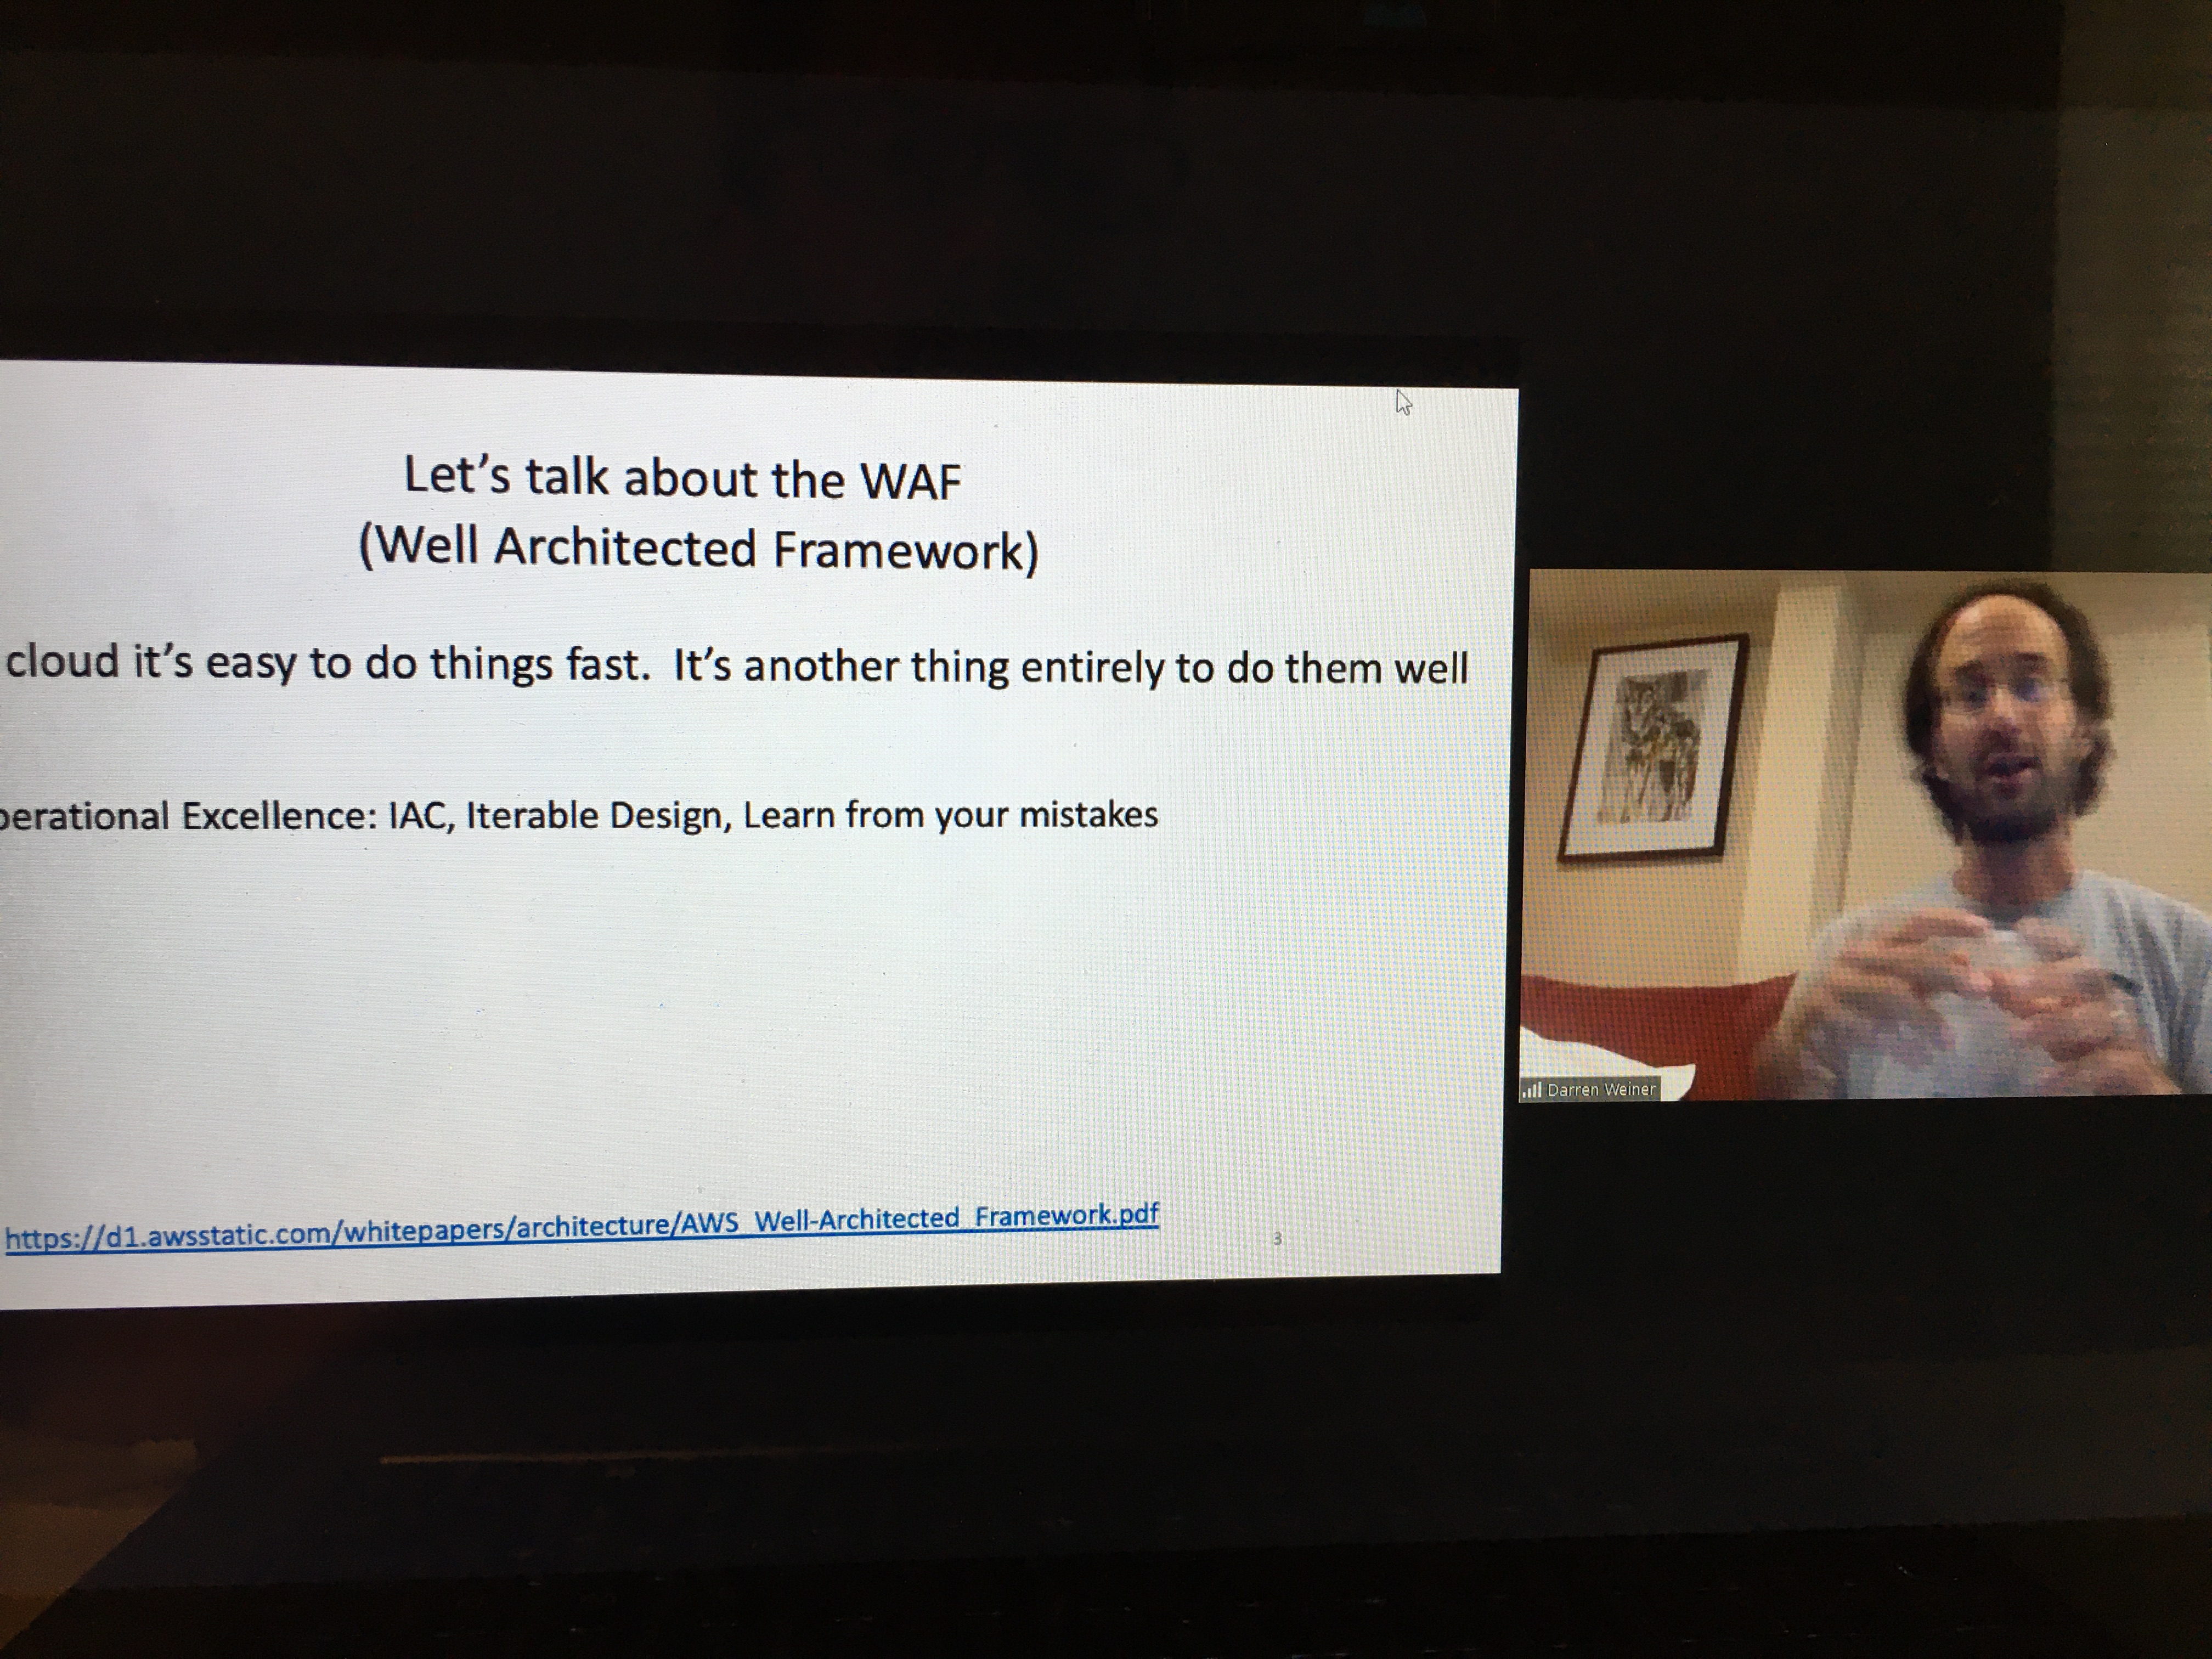 Let's talk about the WAF
(Well Architected Framework)
cloud it's easy to do things fast. It's another thing entirely to do them well
perational Excellence: IAC, Iterable Design, Learn from your mistakes
https://d1.awsstatic.com/whitepapers/architecture/AWS_Well-Architected_Framework.pdf
3
Darren Weiner